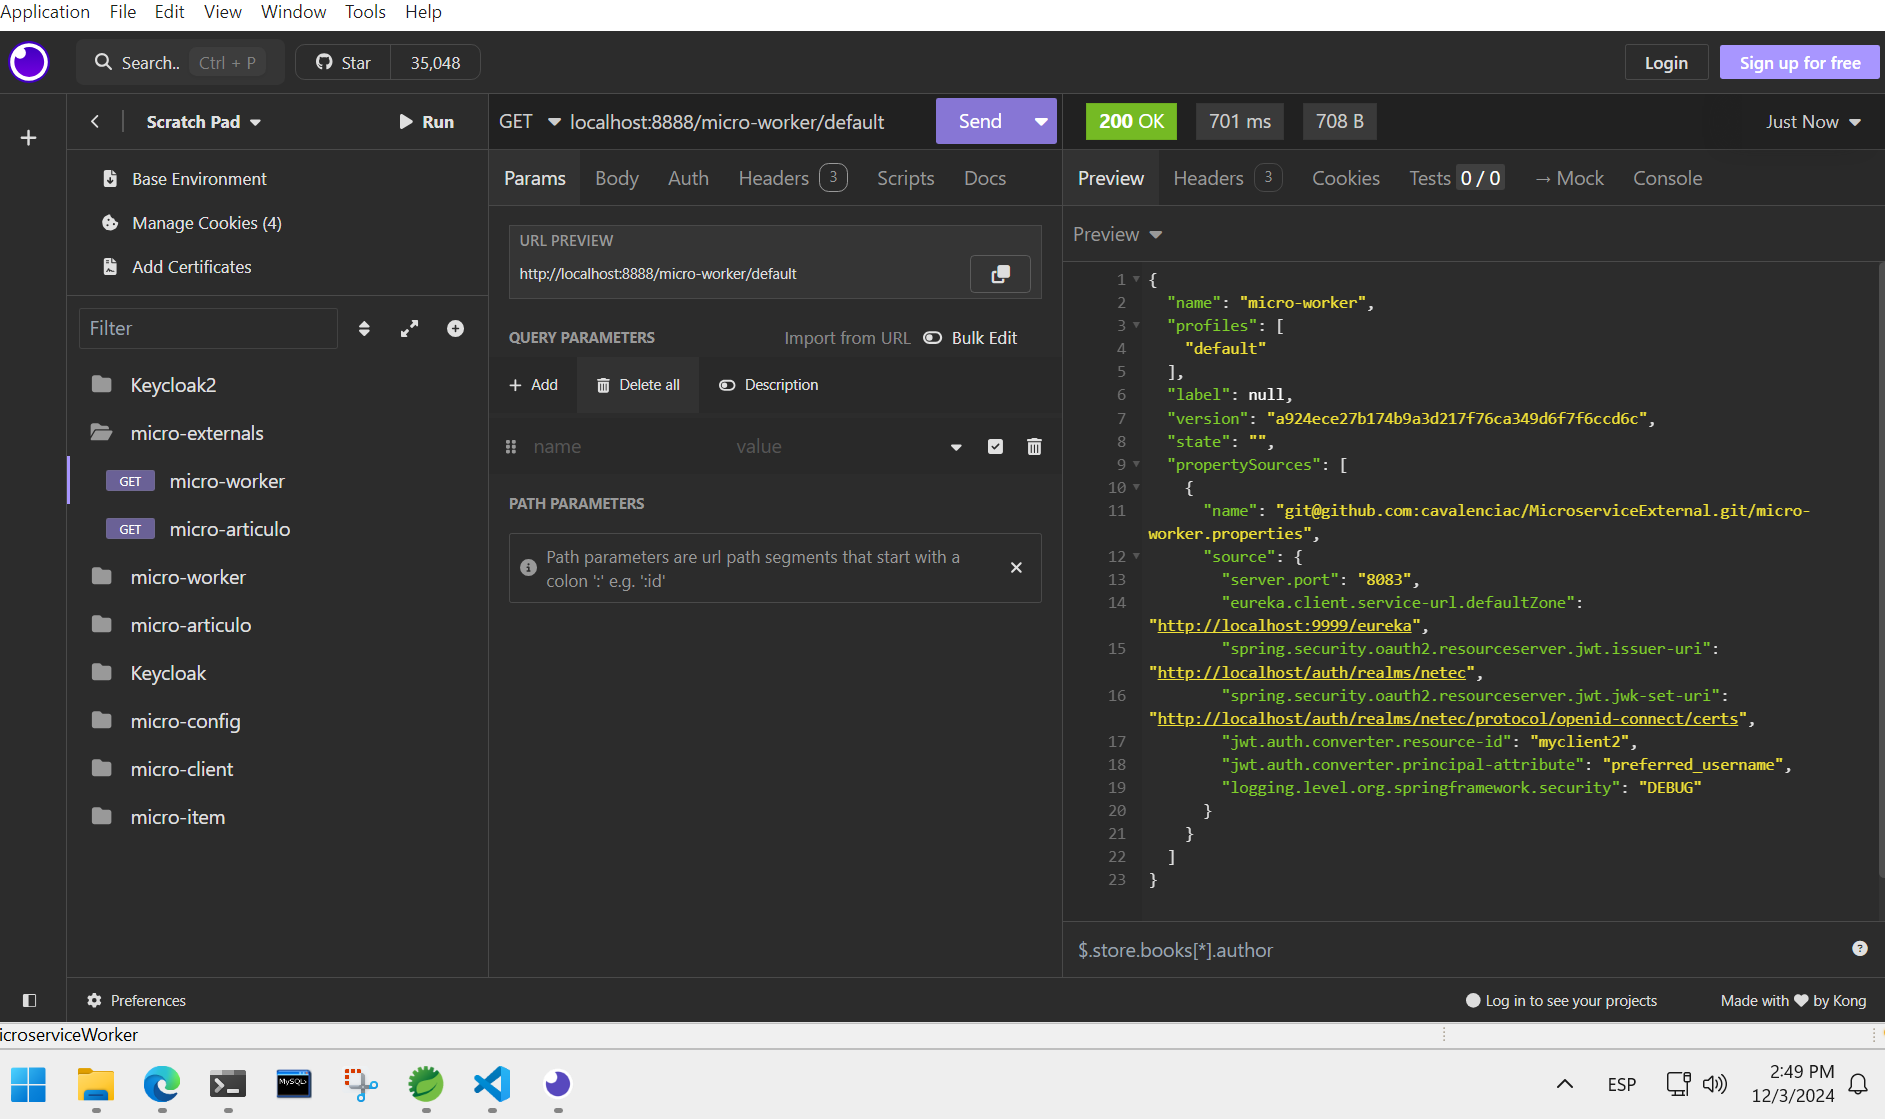 Application File Edit View Window Tools Help
Search.. Ctrl + P
Star 35,048
Login
Sign up for free
Scratch Pad
Run
GET localhost:8888/micro-worker/default
Send
200 OK
701 ms
708 B
Just Now
Base Environment
Manage Cookies (4)
Add Certificates
Filter
Keycloak2
micro-externals
GET micro-worker
GET micro-articulo
micro-worker
micro-articulo
Keycloak
micro-config
micro-client
micro-item
Params Body Auth Headers 3 Scripts Docs
URL PREVIEW
http://localhost:8888/micro-worker/default
QUERY PARAMETERS Import from URL Bulk Edit
Add Delete all Description
name value
PATH PARAMETERS
Path parameters are url path segments that start with a
colon ':' e.g. ':id'
Preview Headers 3 Cookies Tests 0 / 0 → Mock Console
Preview
1 {
2 "name": "micro-worker",
3 "profiles": [
4 "default"
5 ],
6 "label": null,
7 "version": "a924ece27b174b9a3d217f76ca349d6f7f6ccd6c",
8 "state": "",
9 "propertySources": [
10 {
11 "name": "git@github.com:cavalenciac/MicroserviceExternal.git/micro-
worker.properties",
12 "source": {
13 "server.port": "8083",
14 "eureka.client.service-url.defaultZone":
"http://localhost:9999/eureka",
15 "spring.security.oauth2.resourceserver.jwt.issuer-uri":
"http://localhost/auth/realms/netec",
16 "spring.security.oauth2.resourceserver.jwt.jwk-set-uri":
"http://localhost/auth/realms/netec/protocol/openid-connect/certs",
17 "jwt.auth.converter.resource-id": "myclient2",
18 "jwt.auth.converter.principal-attribute": "preferred_username",
19 "logging.level.org.springframework.security": "DEBUG"
20 }
21 }
22 ]
23 }
$.store.books[*].author
Preferences
Log in to see your projects
Made with ♥ by Kong
icroserviceWorker
MySQL
ESP
2:49 PM
12/3/2024